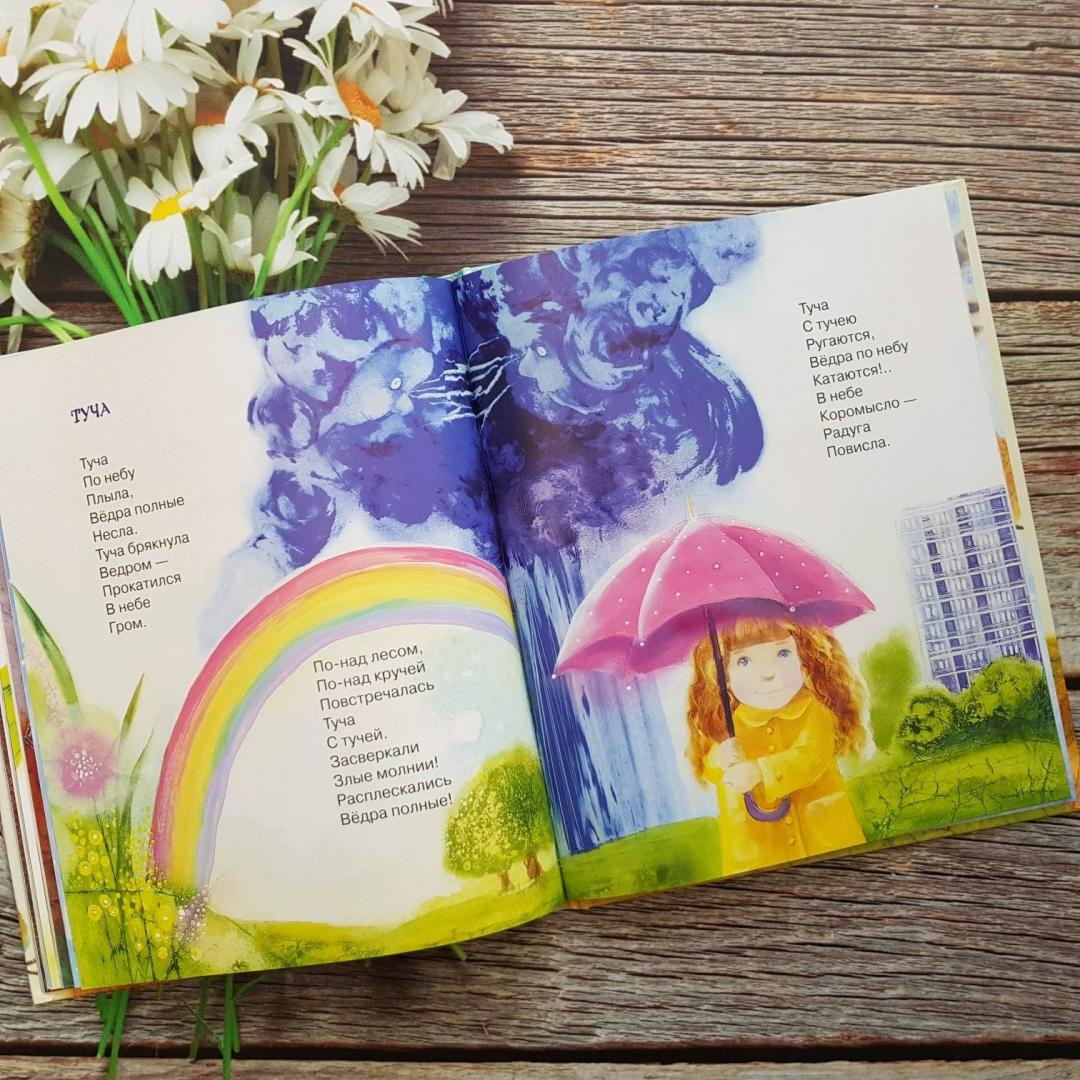 ТУЧА
Туча
По небу
Плыла,
Вёдра полные
Несла.
Туча брякнула
Ведром —
Прокатился
В небе
Гром.
По-над лесом,
По-над кручей
Повстречалась
Туча
С тучей.
Засверкали
Злые молнии!
Расплескались
Вёдра полные!
Туча
С тучею
Ругаются,
Вёдра по небу
Катаются!..
В небе
Коромысло —
Радуга
Повисла.